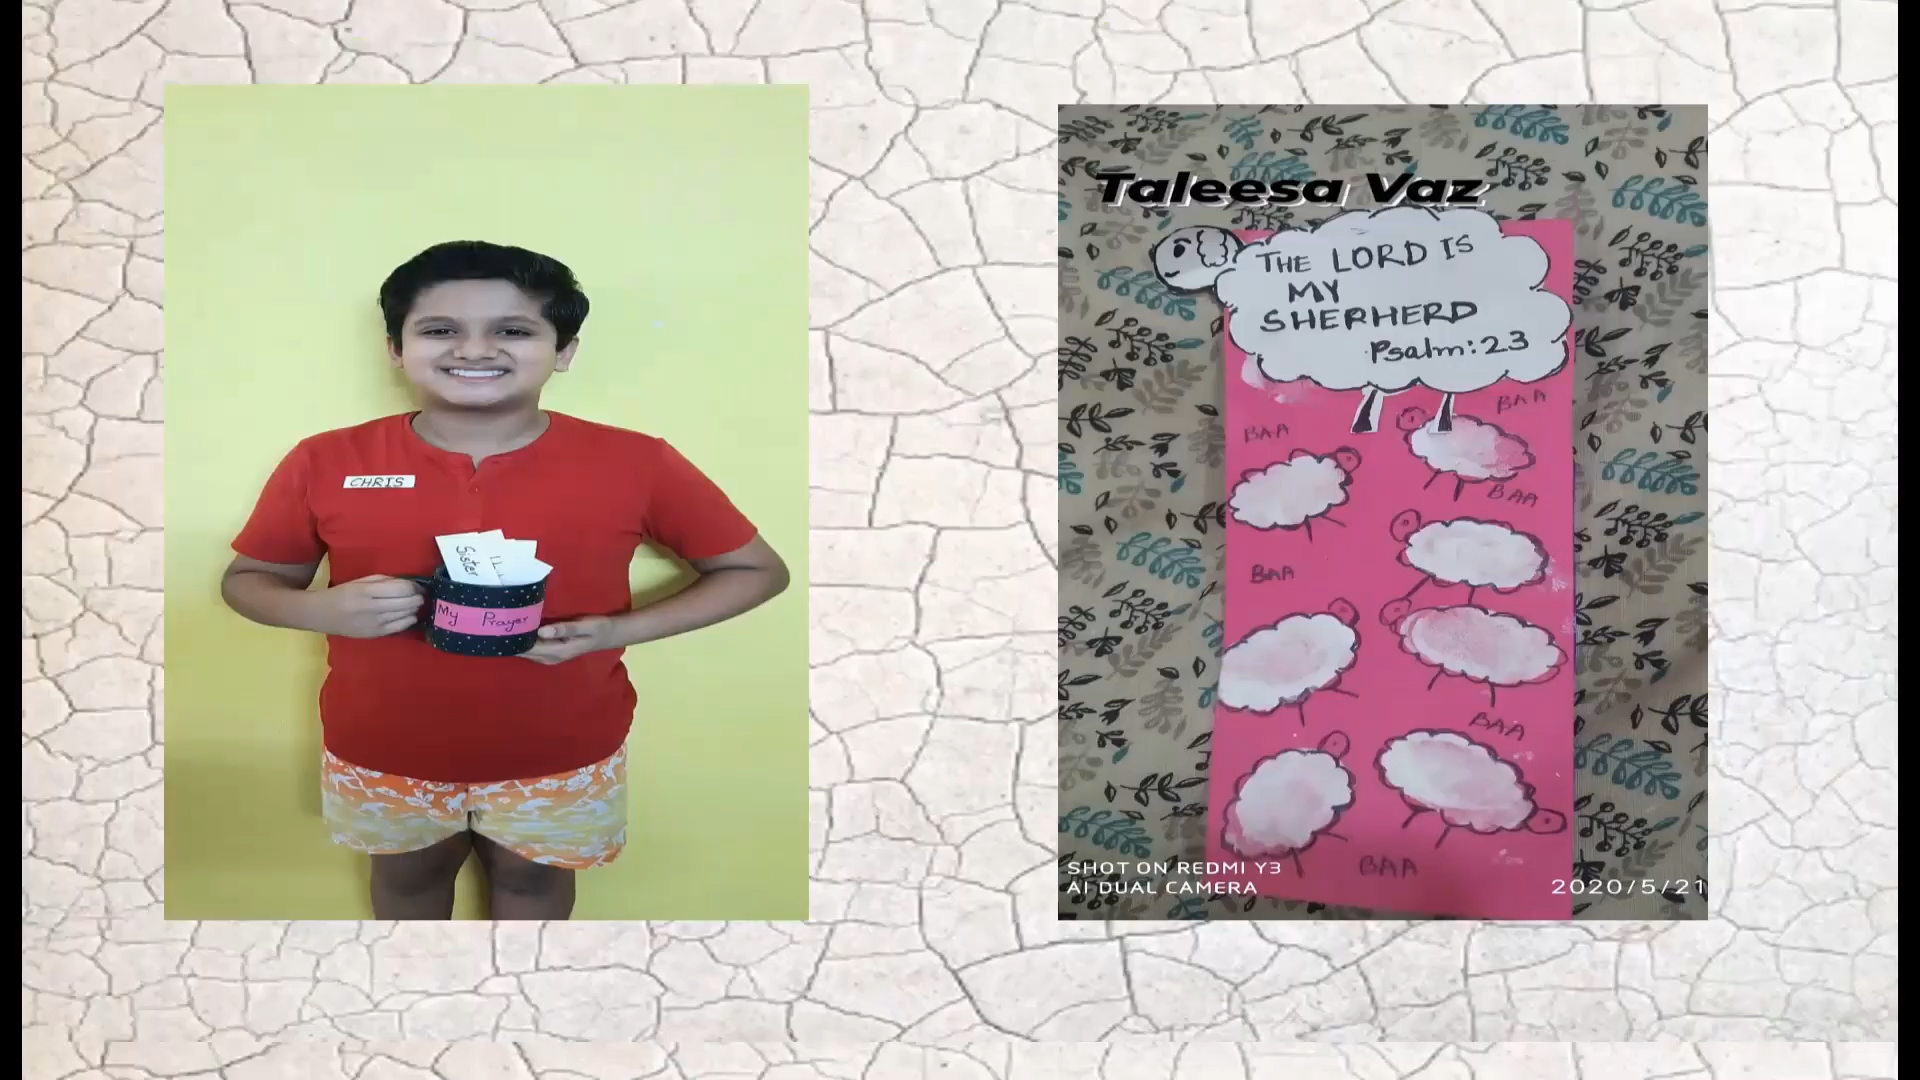 CHRIS
Sister
My Prayer
Taleesa Vaz
THE LORD IS
MY
SHERHERD
Psalm:23
BAA
BAA
BAA
BAA
BAA
BAA
SHOT ON REDMI Y3
AI DUAL CAMERA
2020/5/21